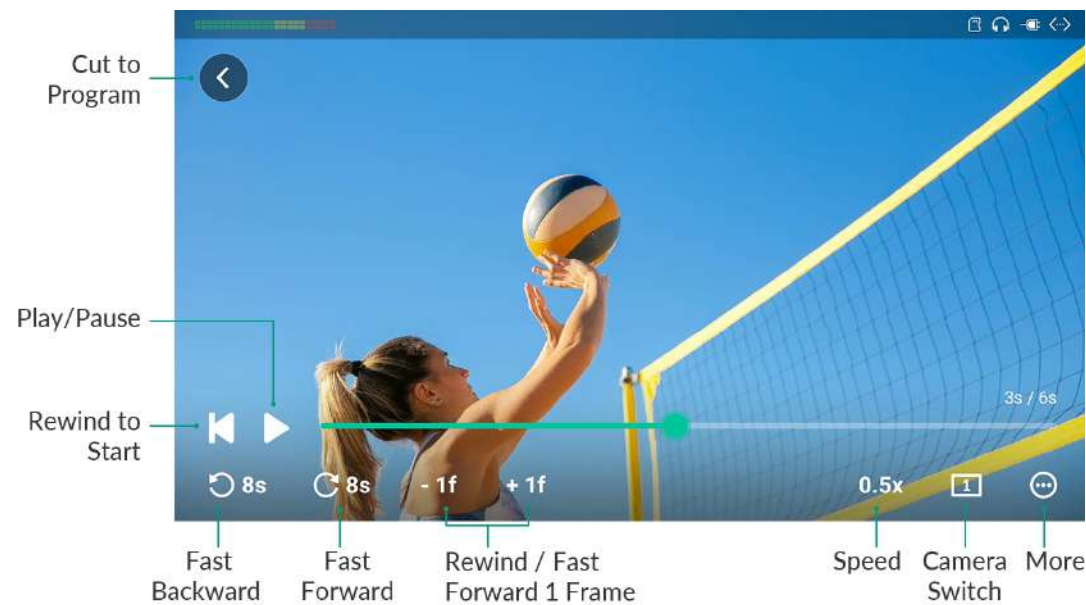 Cut to
Program
Play/Pause
3s / 6s
Rewind to
Start
8s
8s
- 1f
+ 1f
0.5x
1
Fast
Backward
Fast
Forward
Rewind / Fast
Forward 1 Frame
Speed
Camera
Switch
More